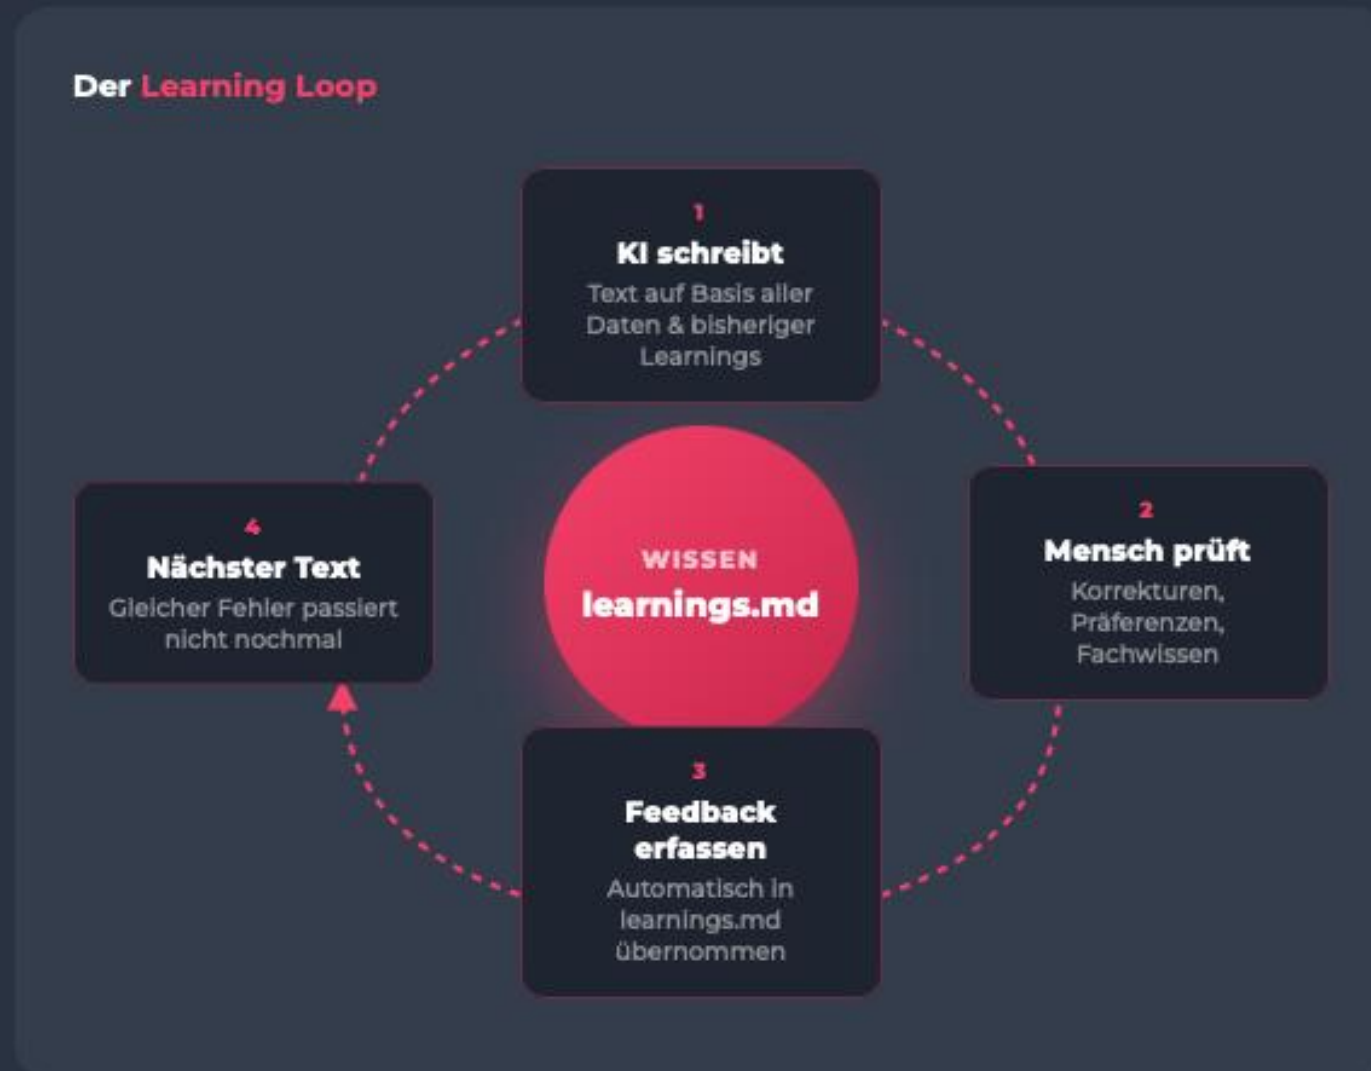 Der Learning Loop
1
KI schreibt
Text auf Basis aller
Daten & bisheriger
Learnings
2
Mensch prüft
Korrekturen,
Präferenzen,
Fachwissen
WISSEN
learnings.md
3
Feedback
erfassen
Automatisch in
learnings.md
übernommen
4
Nächster Text
Gleicher Fehler passiert
nicht nochmal